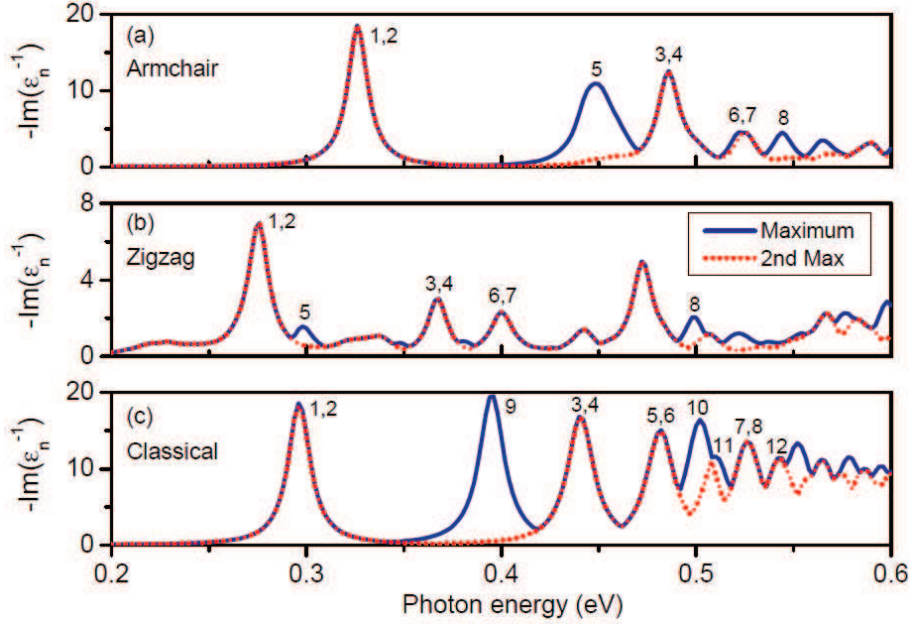 20
10
0
-Im(εₙ⁻¹)
(a)
Armchair
1,2
5
3,4
6,7
8
8
4
0
-Im(εₙ⁻¹)
(b)
Zigzag
1,2
5
3,4
6,7
8
Maximum
2nd Max
20
10
0
-Im(εₙ⁻¹)
(c)
Classical
1,2
9
3,4
5,6
10
11
7,8
12
0.2
0.3
0.4
0.5
0.6
Photon energy (eV)